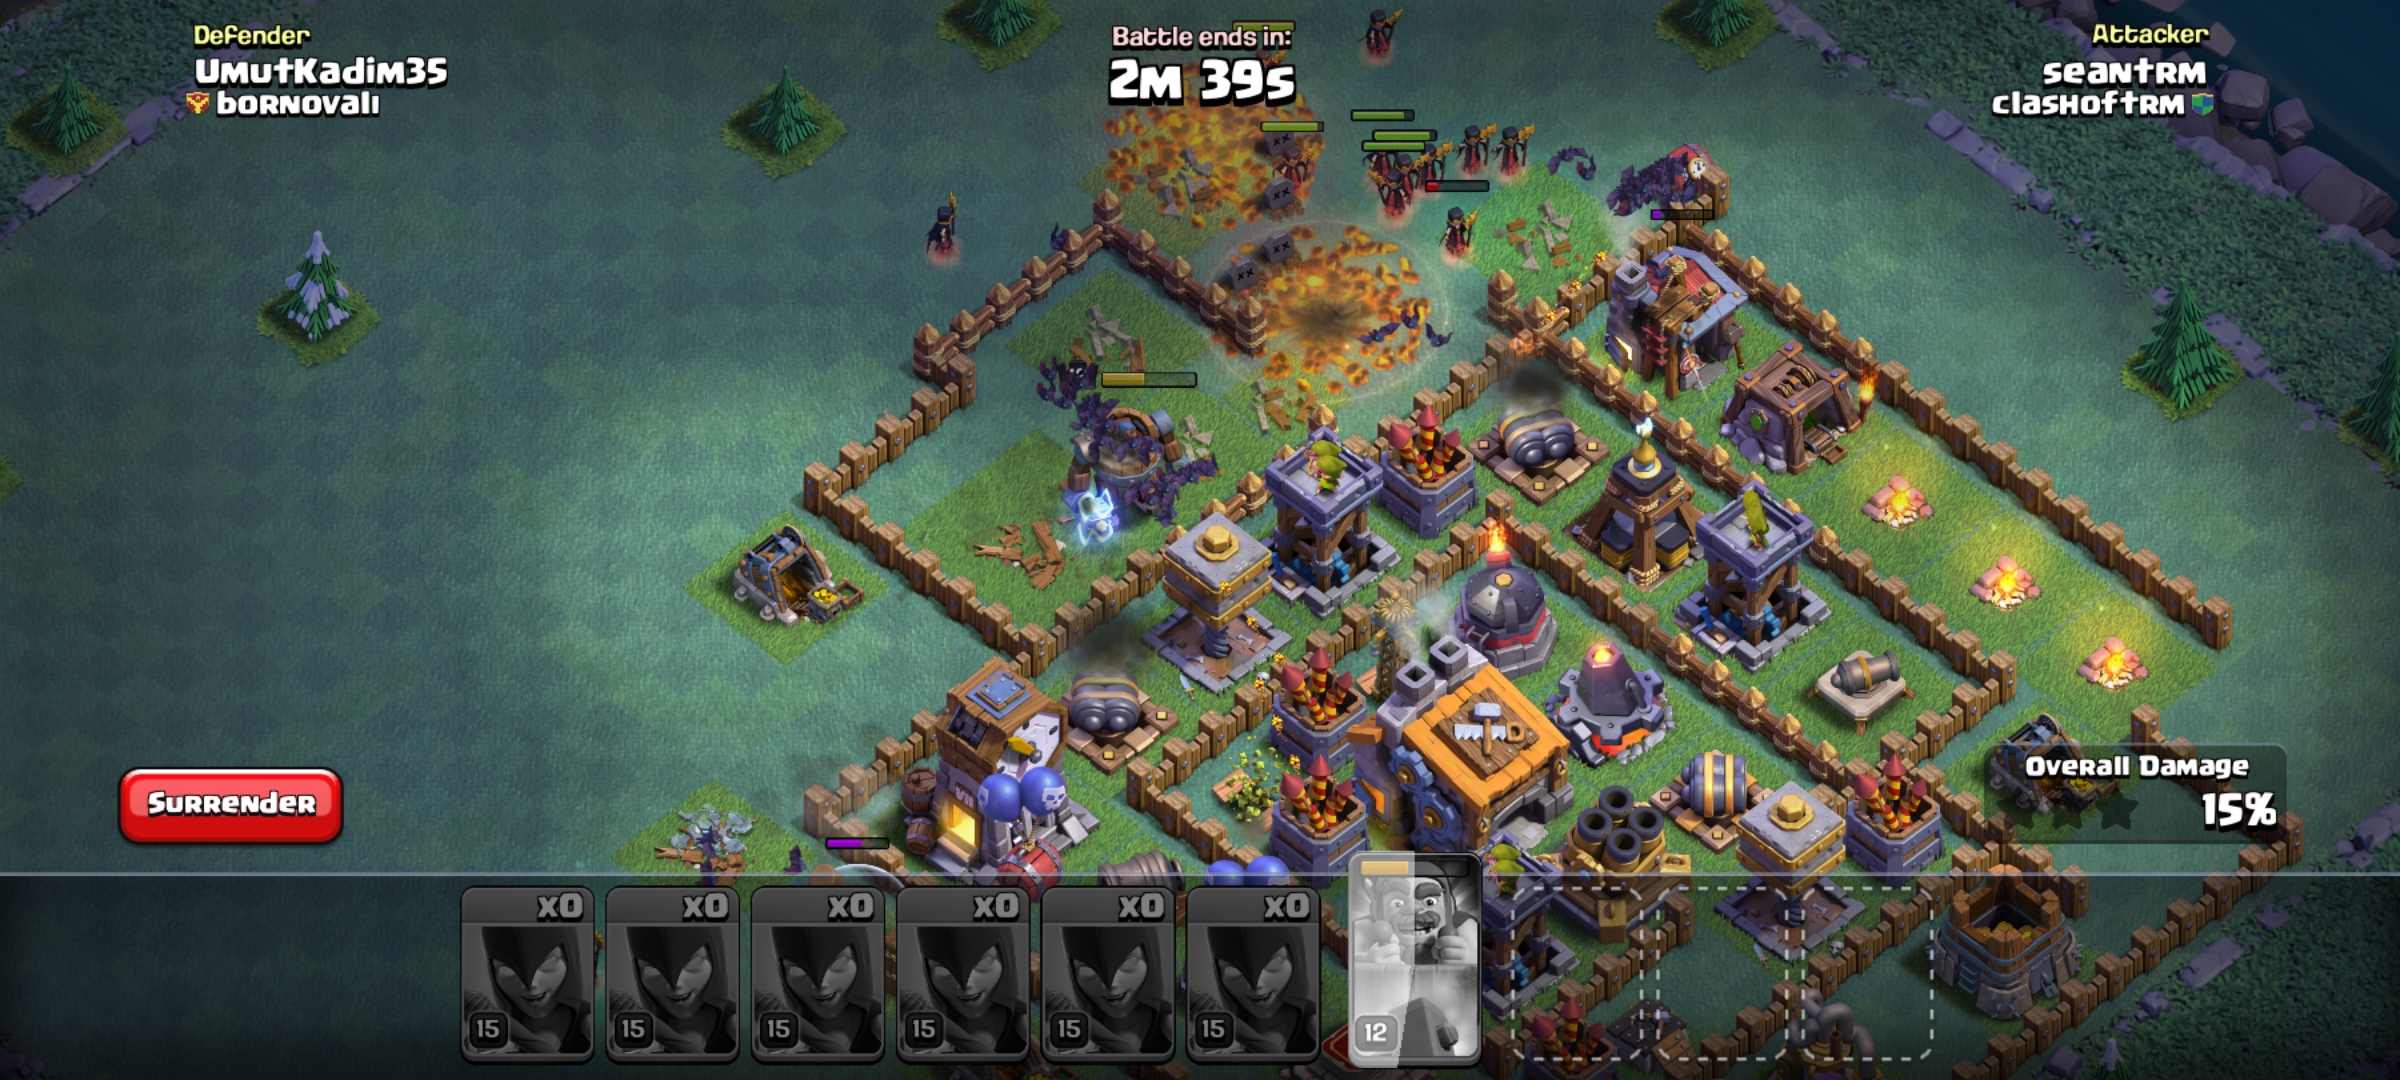 Defender
UmutKadim35
bornovalı
Battle ends in:
2m 39s
Attacker
seantrm
clashoftrm
Surrender
Overall Damage
15%
x0
x0
x0
x0
x0
x0
15
15
15
15
15
15
12